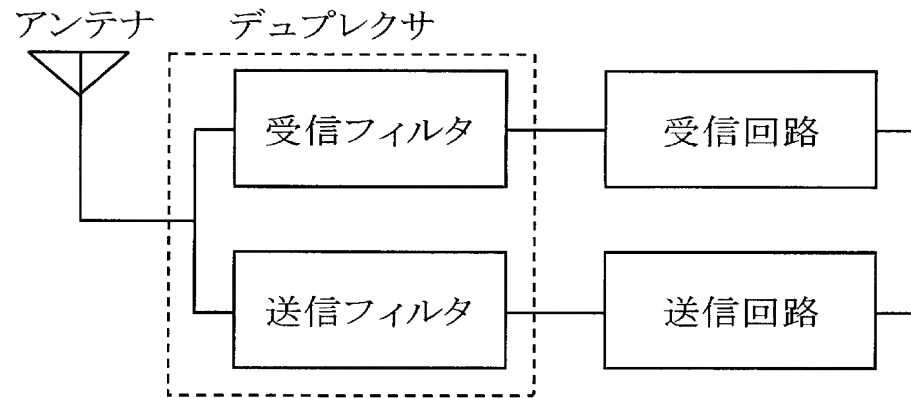 アンテナ
デュプレクサ
受信フィルタ
受信回路
送信フィルタ
送信回路